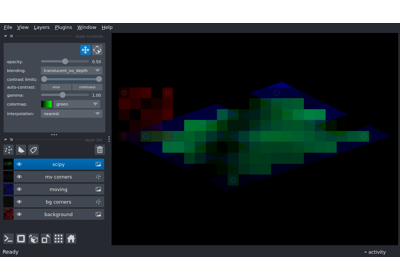 File View Layers Plugins Window Help
opacity: 0.50
blending: translucent_no_depth
contrast limits:
auto-contrast: once continuous
gamma: 1.00
colormap: green
interpolation: nearest
scipy
mv corners
moving
bg corners
background
Ready
activity